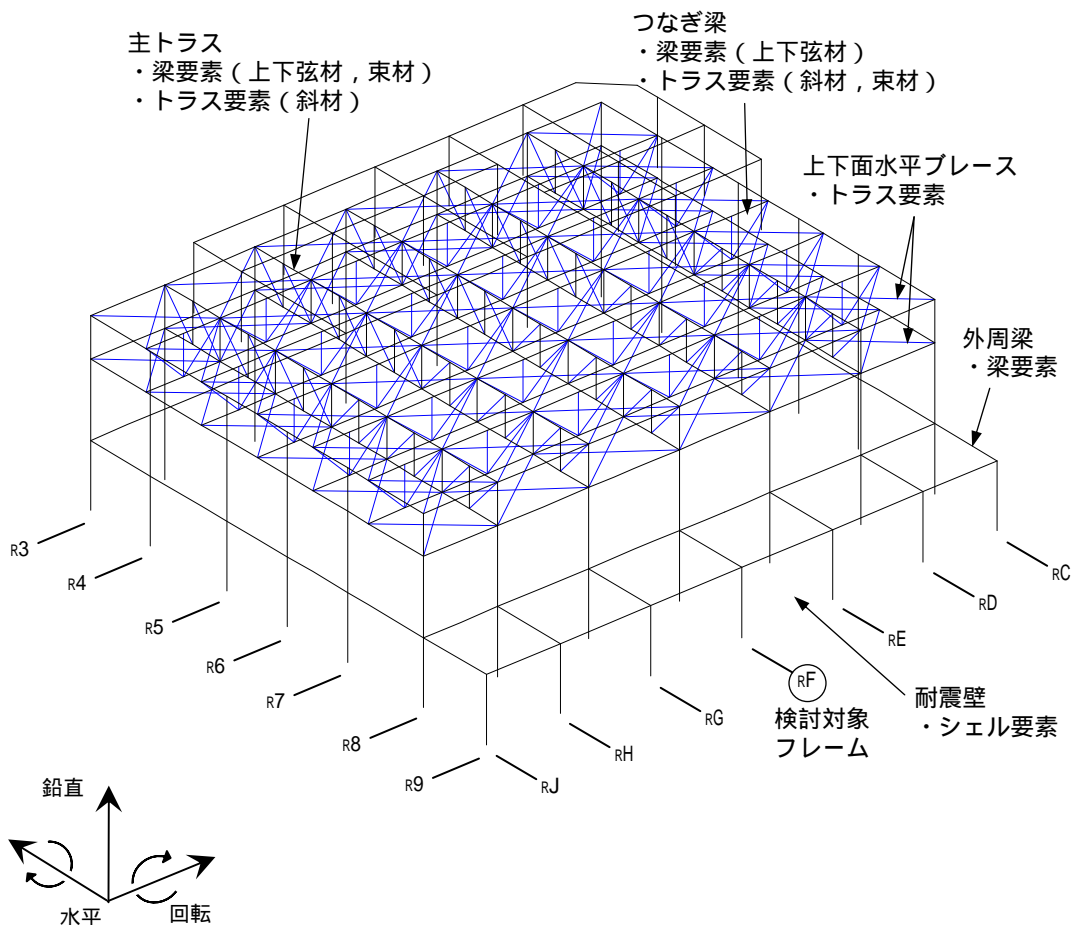 主トラス
・梁要素(上下弦材,束材)
・トラス要素(斜材)
つなぎ梁
・梁要素(上下弦材)
・トラス要素(斜材,束材)
上下面水平ブレース
・トラス要素
外周梁
・梁要素
R3
R4
R5
R6
R7
R8
R9
RJ
RH
RG
RF
検討対象
フレーム
RE
RD
RC
耐震壁
・シェル要素
鉛直
水平
回転